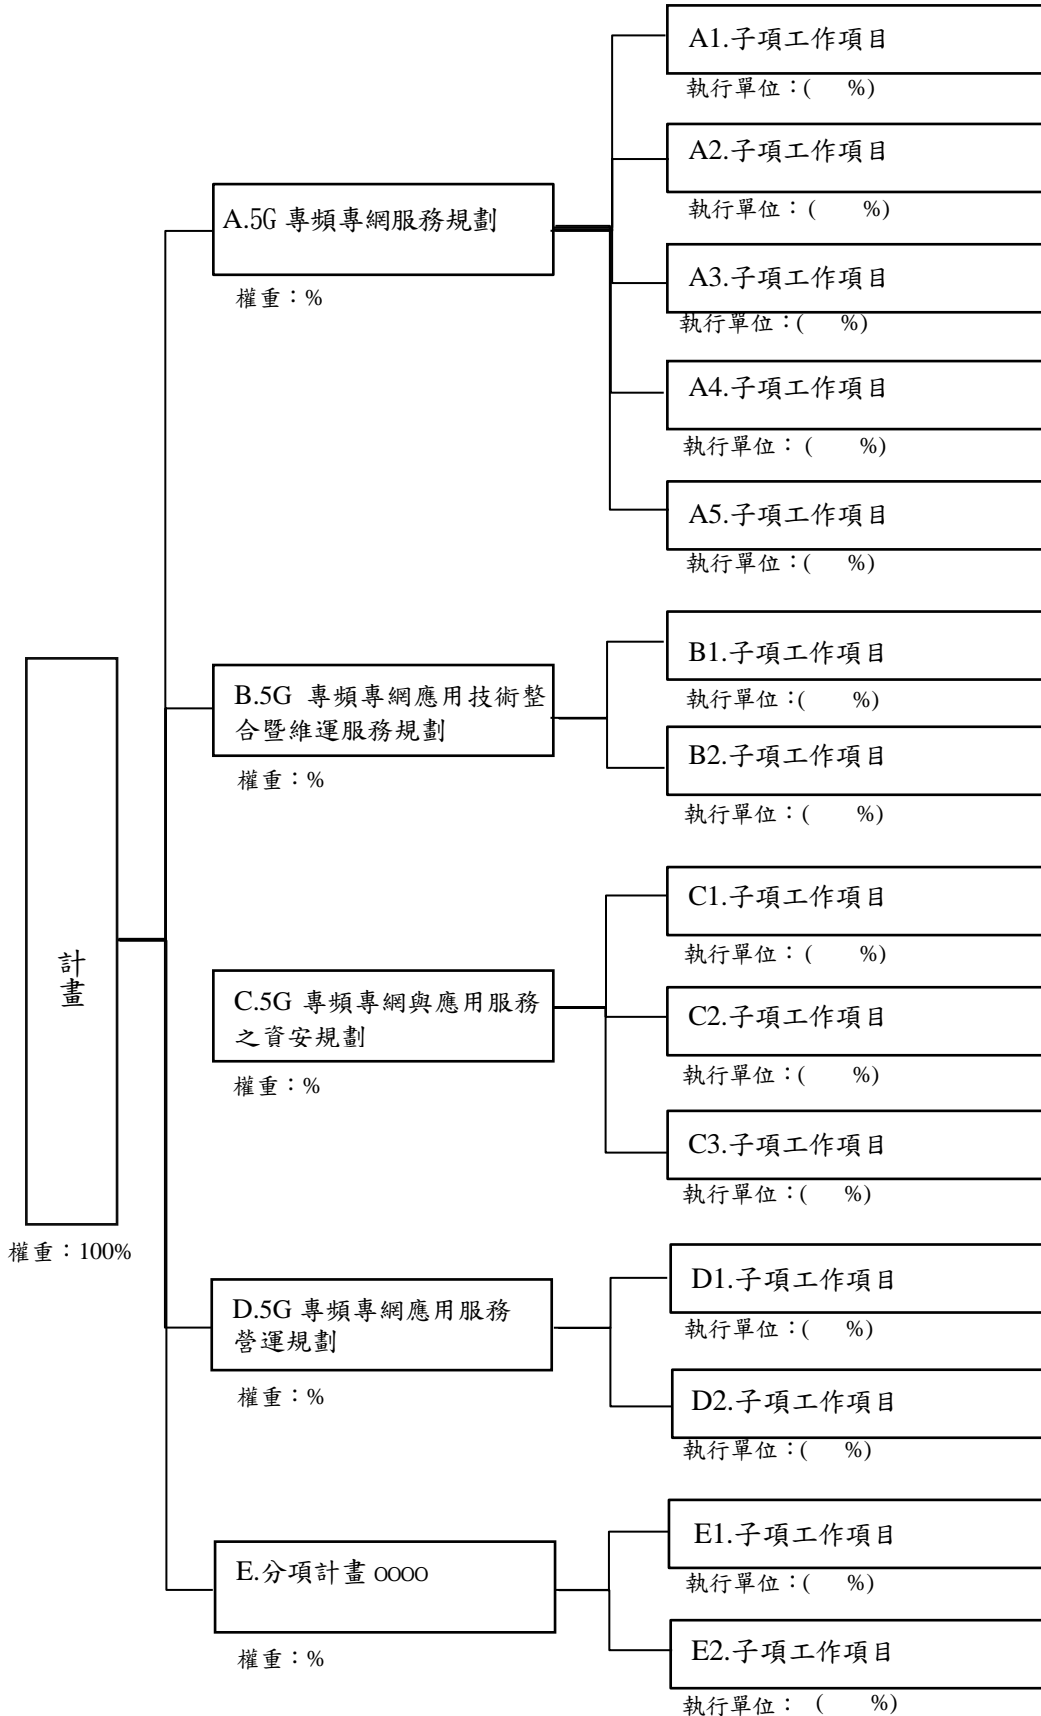 計畫
權重：100%
A.5G 專頻專網服務規劃
權重：%
A1.子項工作項目
執行單位：( %)
A2.子項工作項目
執行單位：( %)
A3.子項工作項目
執行單位：( %)
A4.子項工作項目
執行單位：( %)
A5.子項工作項目
執行單位：( %)
B.5G 專頻專網應用技術整
合暨維運服務規劃
權重：%
B1.子項工作項目
執行單位：( %)
B2.子項工作項目
執行單位：( %)
C.5G 專頻專網與應用服務
之資安規劃
權重：%
C1.子項工作項目
執行單位：( %)
C2.子項工作項目
執行單位：( %)
C3.子項工作項目
執行單位：( %)
D.5G 專頻專網應用服務
營運規劃
權重：%
D1.子項工作項目
執行單位：( %)
D2.子項工作項目
執行單位：( %)
E.分項計畫 oooo
權重：%
E1.子項工作項目
執行單位：( %)
E2.子項工作項目
執行單位： ( %)